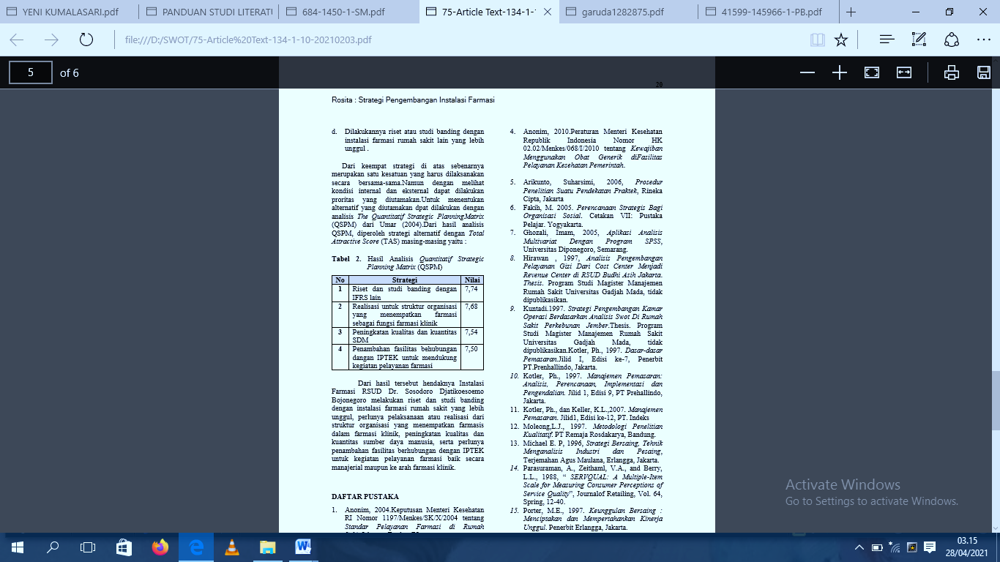 YENI KUMALASARI.pdf
PANDUAN STUDI LITERATU
684-1450-1-SM.pdf
75-Article Text-134-1-
garuda1282875.pdf
41599-145966-1-PB.pdf
file:///D:/SWOT/75-Article%20Text-134-1-10-20210203.pdf
5 of 6
20
Rosita : Strategi Pengembangan Instalasi Farmasi
d. Dilakukannya riset atau studi banding dengan
instalasi farmasi rumah sakit lain yang lebih
unggul .
Dari keempat strategi di atas sebenarnya
merupakan satu kesatuan yang harus dilaksanakan
secara bersama-sama.Namun dengan melihat
kondisi internal dan eksternal dapat dilakukan
proritas yang diutamakan.Untuk menentukan
alternatif yang diutamakan dpat dilakukan dengan
analisis The Quantitatif Strategic PlanningMatrix
(QSPM) dari Umar (2004).Dari hasil analisis
QSPM, diperoleh strategi alternatif dengan Total
Attractive Score (TAS) masing-masing yaitu :
Tabel 2. Hasil Analisis Quantitatif Strategic
Planning Matrix (QSPM)
No Strategi Nilai
1 Riset dan studi banding dengan 7,74
IFRS lain
2 Realisasi untuk struktur organisasi 7,68
yang menempatkan farmasi
sebagai fungsi farmasi klinik
3 Peningkatan kualitas dan kuantitas 7,54
SDM
4 Penambahan fasilitas behubungan 7,50
dangan IPTEK untuk mendukung
kegiatan pelayanan farmasi
Dari hasil tersebut hendaknya Instalasi
Farmasi RSUD Dr. Sosodoro Djatikoesoemo
Bojonegoro melakukan riset dan studi banding
dengan instalasi farmasi rumah sakit yang lebih
unggul, perlunya pelaksanaan atau realisasi dari
struktur organisasi yang menempatkan farmasis
dalam farmasi klinik, peningkatan kualitas dan
kuantitas sumber daya manusia, serta perlunya
penambahan fasilitas berhubungan dengan IPTEK
untuk kegiatan pelayanan farmasi baik secara
manajerial maupun ke arah farmasi klinik.
DAFTAR PUSTAKA
1. Anonim, 2004.Keputusan Menteri Kesehatan
RI Nomor 1197/Menkes/SK/X/2004 tentang
Standar Pelayanan Farmasi di Rumah
4. Anonim, 2010.Peraturan Menteri Kesehatan
Republik Indonesia Nomor HK
02.02/Menkes/068/I/2010 tentang Kewajiban
Menggunakan Obat Generik diFasilitas
Pelayanan Kesehatan Pemerintah.
5. Arikunto, Suharsimi, 2006, Prosedur
Penelitian Suatu Pendekatan Praktek, Rineka
Cipta, Jakarta
6. Fakih, M. 2005. Perencanaan Strategis Bagi
Organisasi Sosial. Cetakan VII: Pustaka
Pelajar. Yogyakarta.
7. Ghozali, Imam, 2005, Aplikasi Analisis
Multivariat Dengan Program SPSS,
Universitas Diponegoro, Semarang.
8. Hirawan , 1997, Analisis Pengembangan
Pelayanan Gizi Dari Cost Center Menjadi
Revenue Center di RSUD Budhi Asih Jakarta.
Thesis. Program Studi Magister Manajemen
Rumah Sakit Universitas Gadjah Mada, tidak
dipublikasikan.
9. Kuntadi.1997. Strategi Pengembangan Kamar
Operasi Berdasarkan Analisis Swot Di Rumah
Sakit Perkebunan Jember.Thesis. Program
Studi Magister Manajemen Rumah Sakit
Universitas Gadjah Mada, tidak
dipublikasikan.Kotler, Ph., 1997. Dasar-dasar
Pemasaran.Jilid I, Edisi ke-7, Penerbit
PT.Prenhallindo, Jakarta.
10. Kotler, Ph., 1997. Manajemen Pemasaran:
Analisis, Perencanaan, Implementasi dan
Pengendalian. Jilid 1, Edisi 9, PT Prehallindo,
Jakarta.
11. Kotler, Ph., dan Keller, K.L.,2007. Manajemen
Pemasaran. Jilid1, Edisi ke-12, PT. Indeks
12. Moleong,L.J., 1997. Metodologi Penelitian
Kualitatif. PT Remaja Rosdakarya, Bandung.
13. Michael E. P, 1996, Strategi Bersaing, Tehnik
Menganalisis Industri dan Pesaing,
Terjemahan Agus Maulana, Erlangga, Jakarta.
14. Parasuraman, A., Zeithaml, V.A., and Berry,
L.L., 1988, “ SERVQUAL: A Multiple-Item
Scale for Measuring Consumer Perceptions of
Service Quality”, Journalof Retailing, Vol. 64,
Spring, 12-40.
15. Porter, M.E., 1997. Keunggulan Bersaing :
Menciptakan dan Mempertahankan Kinerja
Unggul. Penerbit Erlangga, Jakarta.
Activate Windows
Go to Settings to activate Windows.
03.15
28/04/2021